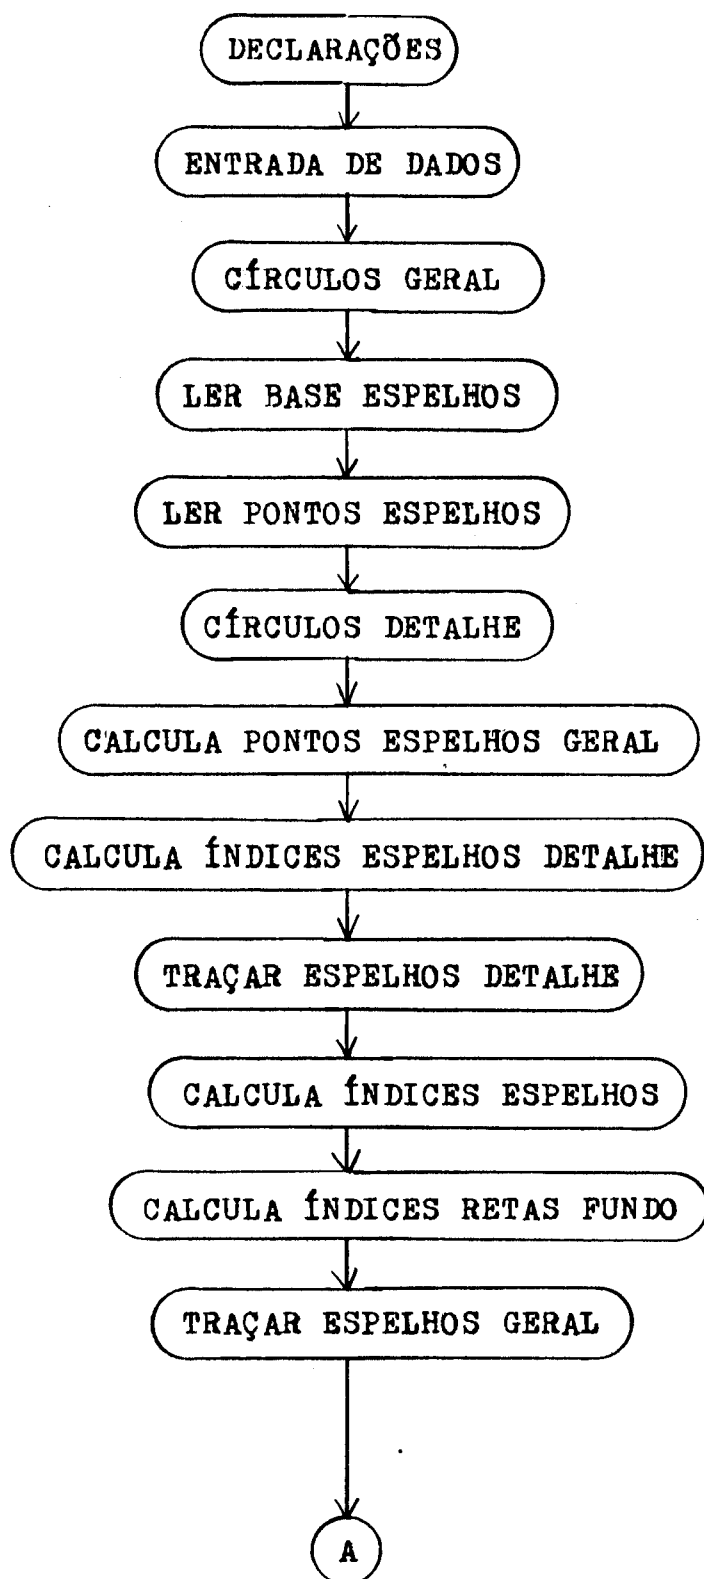 DECLARAÇÕES
ENTRADA DE DADOS
CÍRCULOS GERAL
LER BASE ESPELHOS
LER PONTOS ESPELHOS
CÍRCULOS DETALHE
CALCULA PONTOS ESPELHOS GERAL
CALCULA ÍNDICES ESPELHOS DETALHE
TRAÇAR ESPELHOS DETALHE
CALCULA ÍNDICES ESPELHOS
CALCULA ÍNDICES RETAS FUNDO
TRAÇAR ESPELHOS GERAL
A